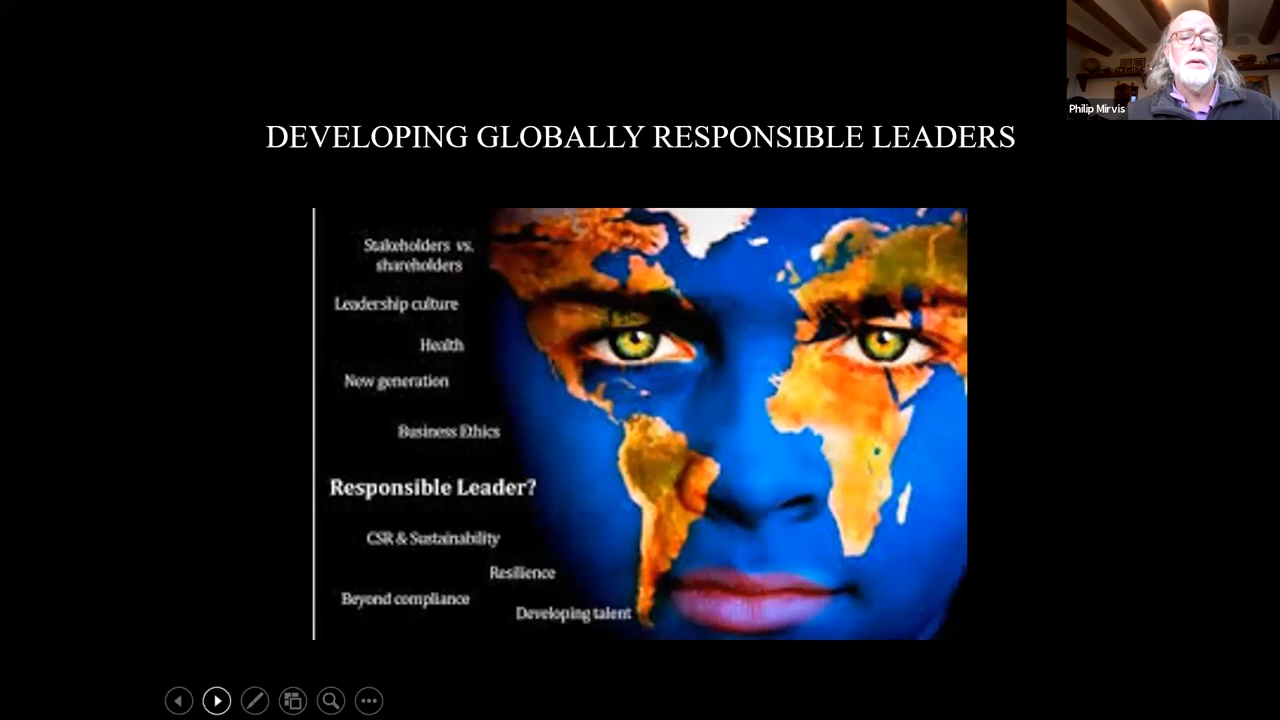 Philip Mirvis
DEVELOPING GLOBALLY RESPONSIBLE LEADERS
Stakeholders vs.
shareholders
Leadership culture
Health
New generation
Business Ethics
Responsible Leader?
CSR & Sustainability
Resilience
Beyond compliance
Developing talent